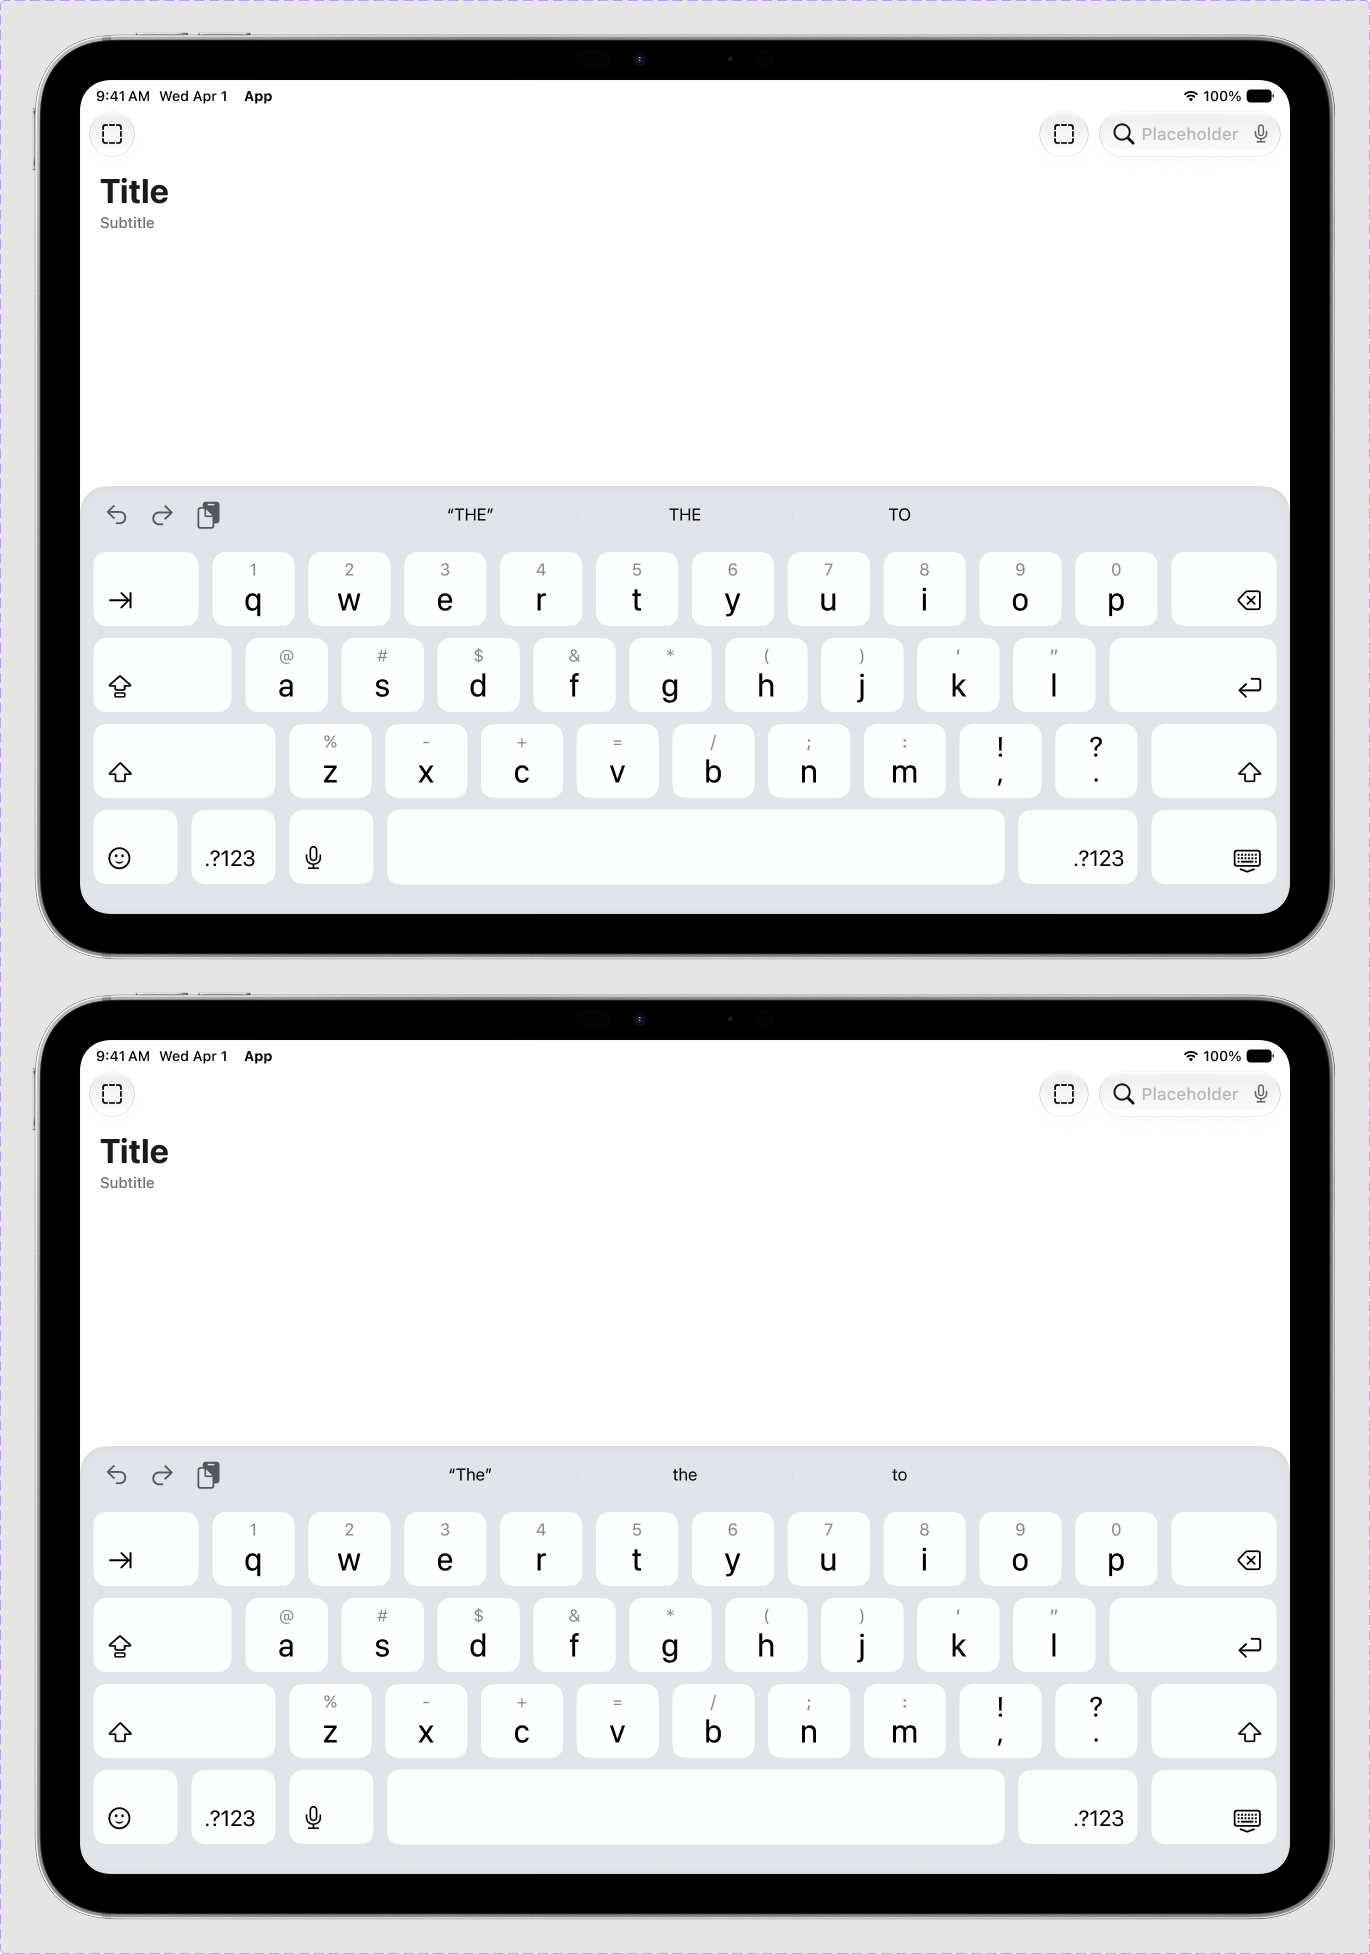 9:41 AM Wed Apr 1 App 100%
Placeholder
Title
Subtitle
“THE” THE TO
1 2 3 4 5 6 7 8 9 0
q w e r t y u i o p
@ # $ & * ( ) ' "
a s d f g h j k l
% - + = / ; : ! ?
z x c v b n m , .
.?123 .?123
9:41 AM Wed Apr 1 App 100%
Placeholder
Title
Subtitle
“The” the to
1 2 3 4 5 6 7 8 9 0
q w e r t y u i o p
@ # $ & * ( ) ' "
a s d f g h j k l
% - + = / ; : ! ?
z x c v b n m , .
.?123 .?123